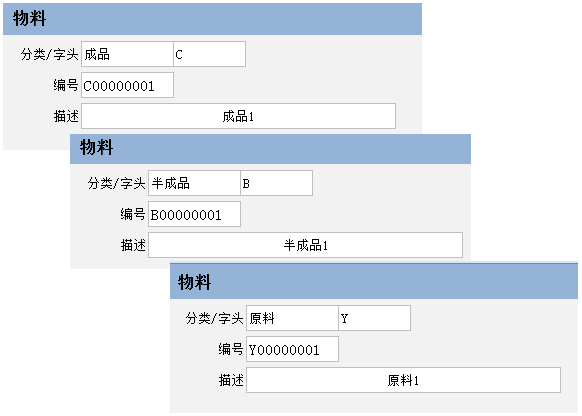 物料
分类/字头 成品 C
编号 C00000001
描述 成品1
物料
分类/字头 半成品 B
编号 B00000001
描述 半成品1
物料
分类/字头 原料 Y
编号 Y00000001
描述 原料1